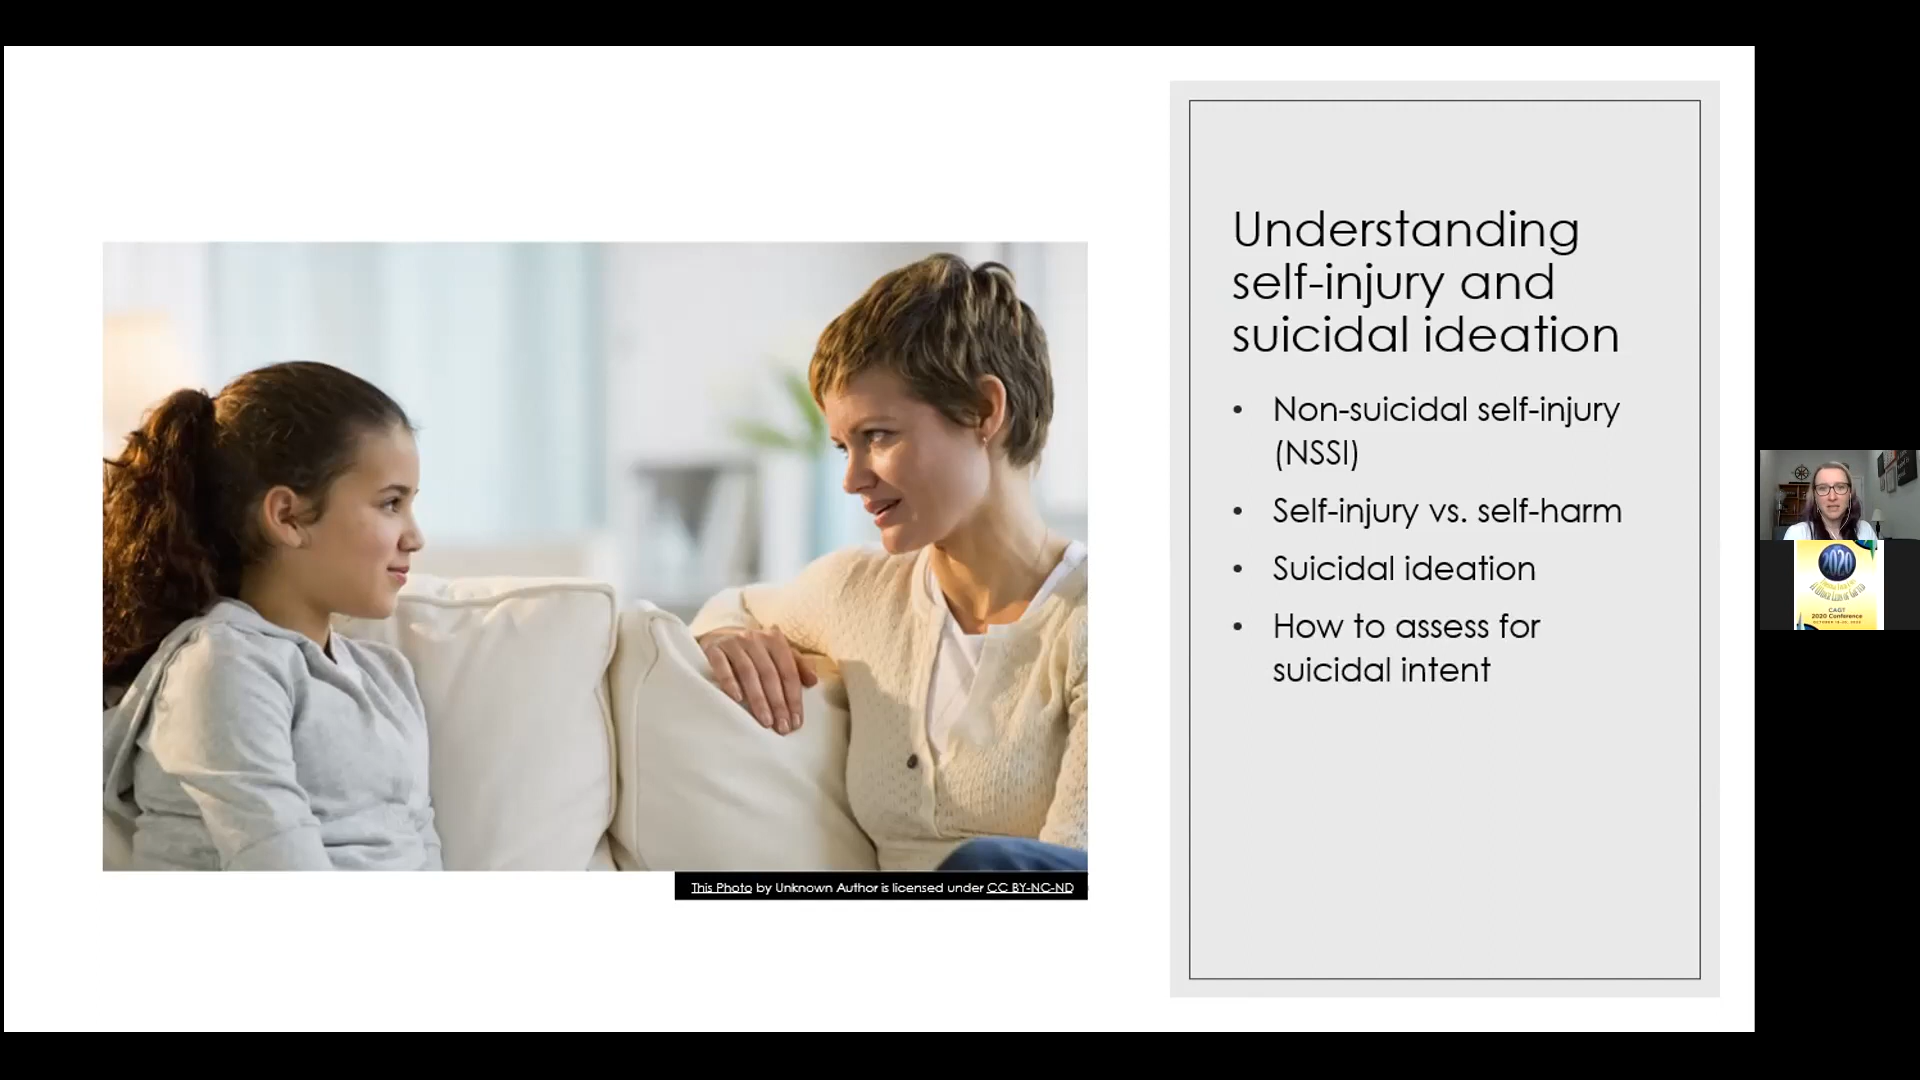 Understanding
self-injury and
suicidal ideation
• Non-suicidal self-injury
(NSSI)
• Self-injury vs. self-harm
• Suicidal ideation
• How to assess for
suicidal intent
This Photo by Unknown Author is licensed under CC BY-NC-ND
2020
CAGT
2020 Conference